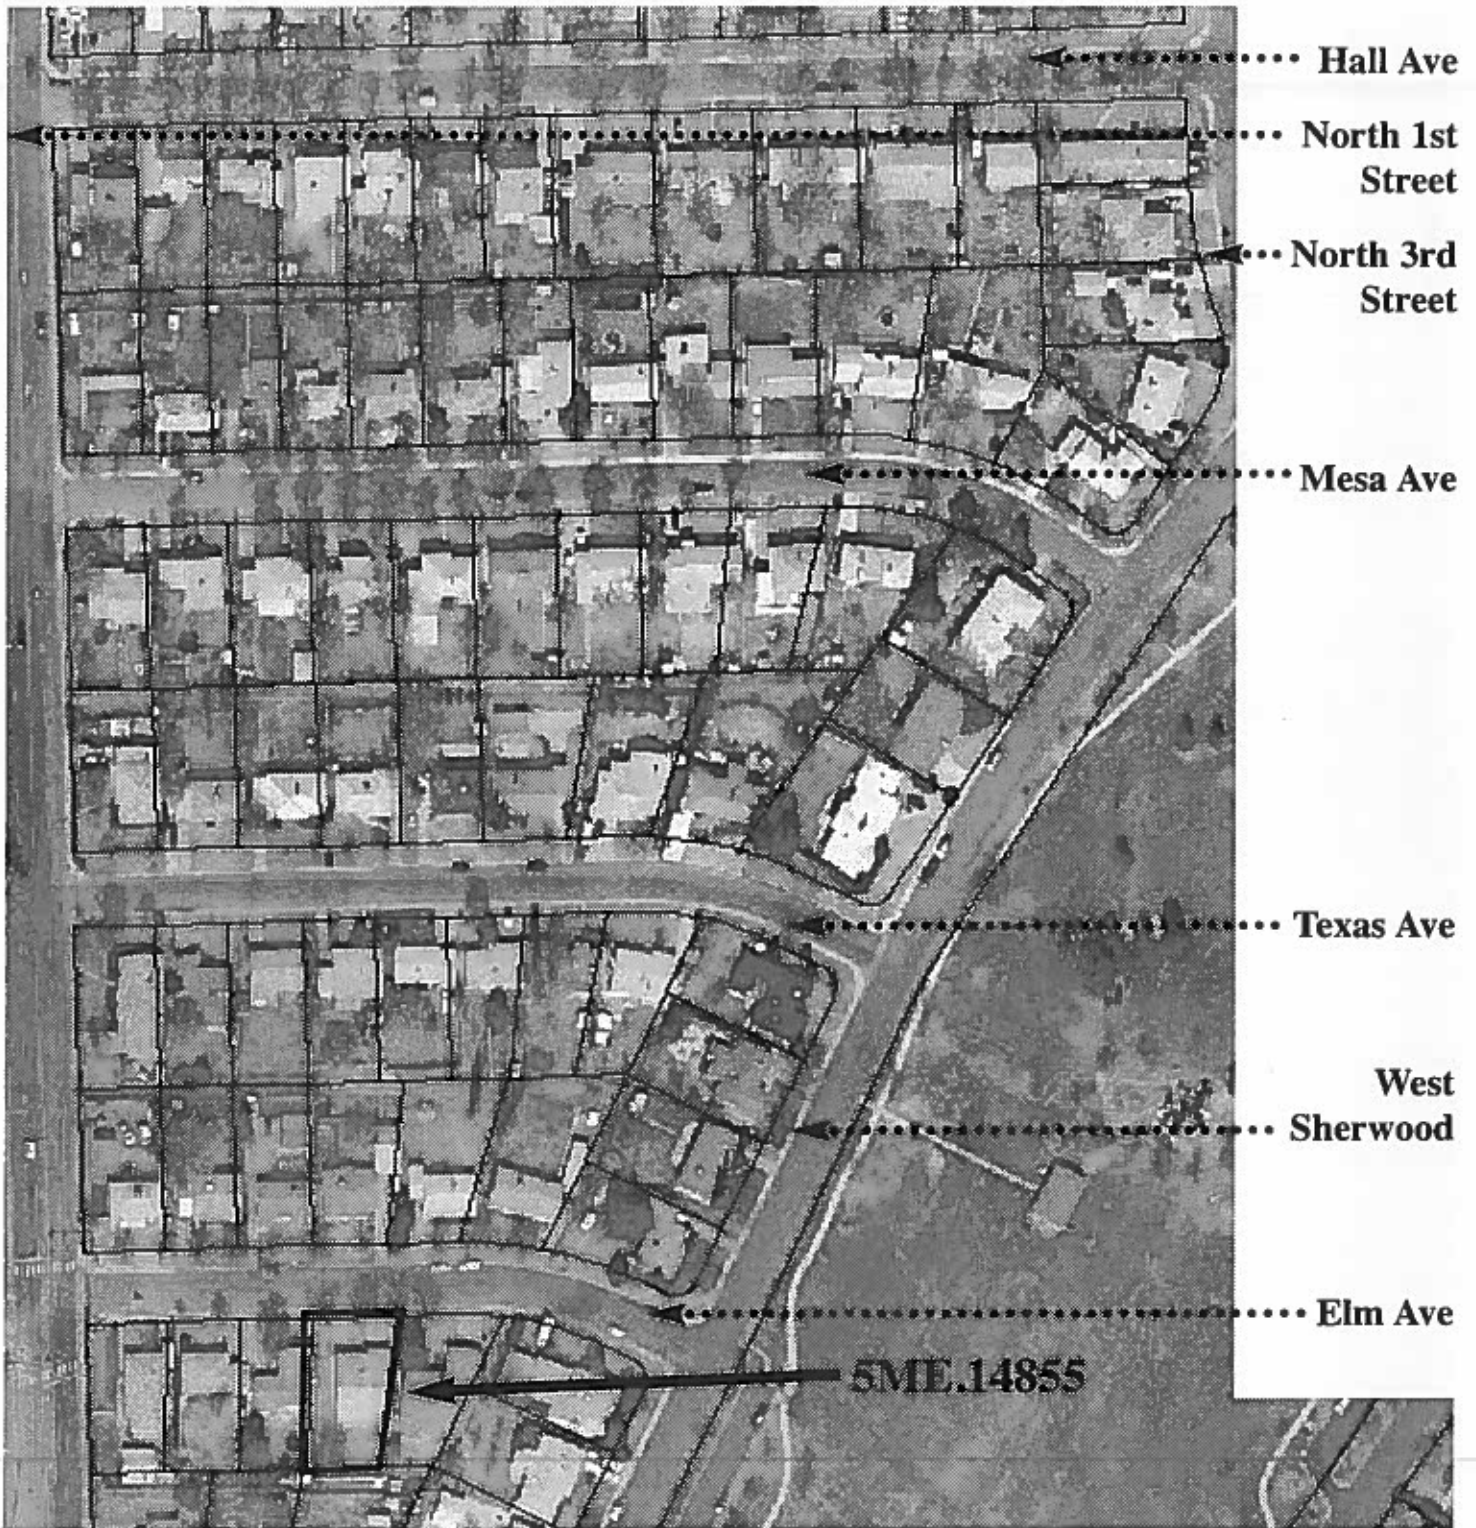 Hall Ave
North 1st
Street
North 3rd
Street
Mesa Ave
Texas Ave
West
Sherwood
Elm Ave
5ME.14855